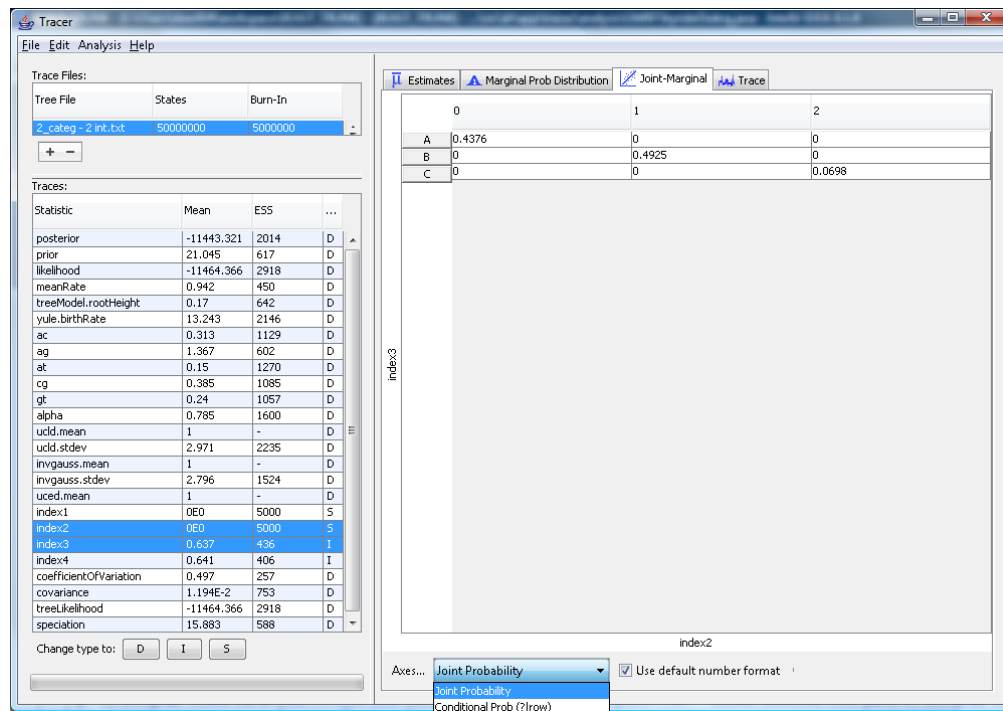 Tracer
File Edit Analysis Help
Trace Files:
Tree File States Burn-In
2_categ - 2 int.txt 50000000 5000000
+ −
Traces:
Statistic Mean ESS ...
posterior -11443.321 2014 D
prior 21.045 617 D
likelihood -11464.366 2918 D
meanRate 0.942 450 D
treeModel.rootHeight 0.17 642 D
yule.birthRate 13.243 2146 D
ac 0.313 1129 D
ag 1.367 602 D
at 0.15 1270 D
cg 0.385 1085 D
gt 0.24 1057 D
alpha 0.785 1600 D
ucld.mean 1 - D
ucld.stdev 2.971 2235 D
invgauss.mean 1 - D
invgauss.stdev 2.796 1524 D
uced.mean 1 - D
index1 0E0 5000 S
index2 0E0 5000 S
index3 0.637 436 I
index4 0.641 406 I
coefficientOfVariation 0.497 257 D
covariance 1.194E-2 753 D
treeLikelihood -11464.366 2918 D
speciation 15.883 588 D
Change type to: D I S
μ Estimates Marginal Prob Distribution Joint-Marginal Trace
0 1 2
A 0.4376 0 0
B 0 0.4925 0
C 0 0 0.0698
index3
index2
Axes... Joint Probability Use default number format
Joint Probability
Conditional Prob (?|row)